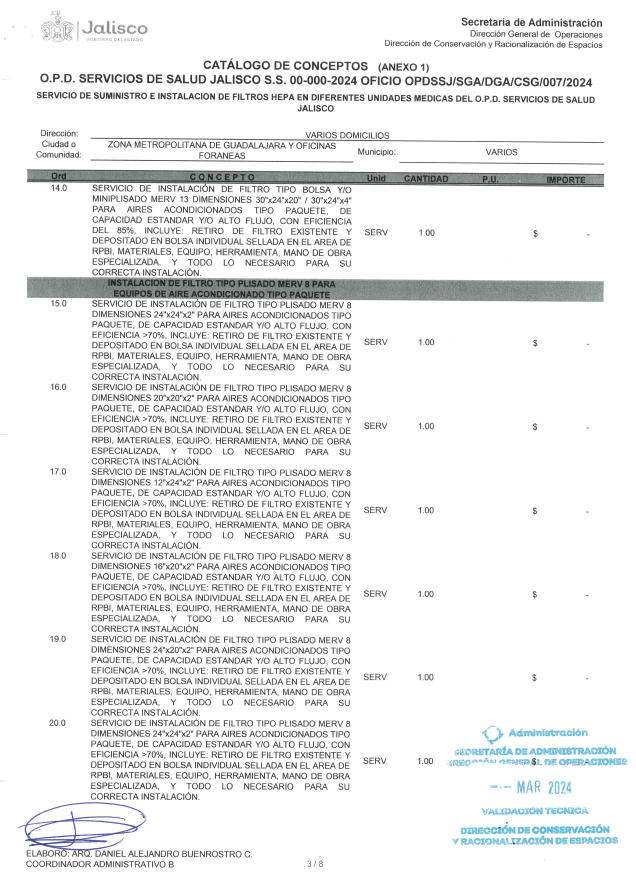 Jalisco
GOBIERNO DEL ESTADO
Secretaría de Administración
Dirección General de Operaciones
Dirección de Conservación y Racionalización de Espacios
CATÁLOGO DE CONCEPTOS (ANEXO 1)
O.P.D. SERVICIOS DE SALUD JALISCO S.S. 00-000-2024 OFICIO OPDSSJ/SGA/DGA/CSG/007/2024
SERVICIO DE SUMINISTRO E INSTALACION DE FILTROS HEPA EN DIFERENTES UNIDADES MEDICAS DEL O.P.D. SERVICIOS DE SALUD
JALISCO
Dirección: VARIOS DOMICILIOS
Ciudad o Comunidad: ZONA METROPOLITANA DE GUADALAJARA Y OFICINAS FORANEAS Municipio: VARIOS
Ord CONCEPTO Unid CANTIDAD P.U. IMPORTE
14.0 SERVICIO DE INSTALACIÓN DE FILTRO TIPO BOLSA Y/O
MINIPLISADO MERV 13 DIMENSIONES 30"x24"x20" / 30"x24"x4"
PARA AIRES ACONDICIONADOS TIPO PAQUETE, DE
CAPACIDAD ESTANDAR Y/O ALTO FLUJO, CON EFICIENCIA
DEL 85%, INCLUYE: RETIRO DE FILTRO EXISTENTE Y
DEPOSITADO EN BOLSA INDIVIDUAL SELLADA EN EL AREA DE
RPBI, MATERIALES, EQUIPO, HERRAMIENTA, MANO DE OBRA
ESPECIALIZADA, Y TODO LO NECESARIO PARA SU
CORRECTA INSTALACIÓN.
SERV 1.00 $ -
INSTALACION DE FILTRO TIPO PLISADO MERV 8 PARA
EQUIPOS DE AIRE ACONDICIONADO TIPO PAQUETE
15.0 SERVICIO DE INSTALACIÓN DE FILTRO TIPO PLISADO MERV 8
DIMENSIONES 24"x24"x2" PARA AIRES ACONDICIONADOS TIPO
PAQUETE, DE CAPACIDAD ESTANDAR Y/O ALTO FLUJO, CON
EFICIENCIA >70%, INCLUYE: RETIRO DE FILTRO EXISTENTE Y
DEPOSITADO EN BOLSA INDIVIDUAL SELLADA EN EL AREA DE
RPBI, MATERIALES, EQUIPO, HERRAMIENTA, MANO DE OBRA
ESPECIALIZADA, Y TODO LO NECESARIO PARA SU
CORRECTA INSTALACIÓN.
SERV 1.00 $ -
16.0 SERVICIO DE INSTALACIÓN DE FILTRO TIPO PLISADO MERV 8
DIMENSIONES 20"x20"x2" PARA AIRES ACONDICIONADOS TIPO
PAQUETE, DE CAPACIDAD ESTANDAR Y/O ALTO FLUJO, CON
EFICIENCIA >70%, INCLUYE: RETIRO DE FILTRO EXISTENTE Y
DEPOSITADO EN BOLSA INDIVIDUAL SELLADA EN EL AREA DE
RPBI, MATERIALES, EQUIPO, HERRAMIENTA, MANO DE OBRA
ESPECIALIZADA, Y TODO LO NECESARIO PARA SU
CORRECTA INSTALACIÓN.
SERV 1.00 $ -
17.0 SERVICIO DE INSTALACIÓN DE FILTRO TIPO PLISADO MERV 8
DIMENSIONES 12"x24"x2" PARA AIRES ACONDICIONADOS TIPO
PAQUETE, DE CAPACIDAD ESTANDAR Y/O ALTO FLUJO, CON
EFICIENCIA >70%, INCLUYE: RETIRO DE FILTRO EXISTENTE Y
DEPOSITADO EN BOLSA INDIVIDUAL SELLADA EN EL AREA DE
RPBI, MATERIALES, EQUIPO, HERRAMIENTA, MANO DE OBRA
ESPECIALIZADA, Y TODO LO NECESARIO PARA SU
CORRECTA INSTALACIÓN.
SERV 1.00 $ -
18.0 SERVICIO DE INSTALACIÓN DE FILTRO TIPO PLISADO MERV 8
DIMENSIONES 16"x20"x2" PARA AIRES ACONDICIONADOS TIPO
PAQUETE, DE CAPACIDAD ESTANDAR Y/O ALTO FLUJO, CON
EFICIENCIA >70%, INCLUYE: RETIRO DE FILTRO EXISTENTE Y
DEPOSITADO EN BOLSA INDIVIDUAL SELLADA EN EL AREA DE
RPBI, MATERIALES, EQUIPO, HERRAMIENTA, MANO DE OBRA
ESPECIALIZADA, Y TODO LO NECESARIO PARA SU
CORRECTA INSTALACIÓN.
SERV 1.00 $ -
19.0 SERVICIO DE INSTALACIÓN DE FILTRO TIPO PLISADO MERV 8
DIMENSIONES 24"x20"x2" PARA AIRES ACONDICIONADOS TIPO
PAQUETE, DE CAPACIDAD ESTANDAR Y/O ALTO FLUJO, CON
EFICIENCIA >70%, INCLUYE: RETIRO DE FILTRO EXISTENTE Y
DEPOSITADO EN BOLSA INDIVIDUAL SELLADA EN EL AREA DE
RPBI, MATERIALES, EQUIPO, HERRAMIENTA, MANO DE OBRA
ESPECIALIZADA, Y TODO LO NECESARIO PARA SU
CORRECTA INSTALACIÓN.
SERV 1.00 $ -
20.0 SERVICIO DE INSTALACIÓN DE FILTRO TIPO PLISADO MERV 8
DIMENSIONES 24"x24"x2" PARA AIRES ACONDICIONADOS TIPO
PAQUETE, DE CAPACIDAD ESTANDAR Y/O ALTO FLUJO, CON
EFICIENCIA >70%, INCLUYE: RETIRO DE FILTRO EXISTENTE Y
DEPOSITADO EN BOLSA INDIVIDUAL SELLADA EN EL AREA DE
RPBI, MATERIALES, EQUIPO, HERRAMIENTA, MANO DE OBRA
ESPECIALIZADA, Y TODO LO NECESARIO PARA SU
CORRECTA INSTALACIÓN.
SERV 1.00 $
Administración
SECRETARÍA DE ADMINISTRACIÓN
DIRECCIÓN GENERAL DE OPERACIONES
MAR 2024
VALIDACION TECNICA
DIRECCIÓN DE CONSERVACIÓN
Y RACIONALIZACIÓN DE ESPACIOS
ELABORO: ARQ. DANIEL ALEJANDRO BUENROSTRO C.
COORDINADOR ADMINISTRATIVO B
3 / 8